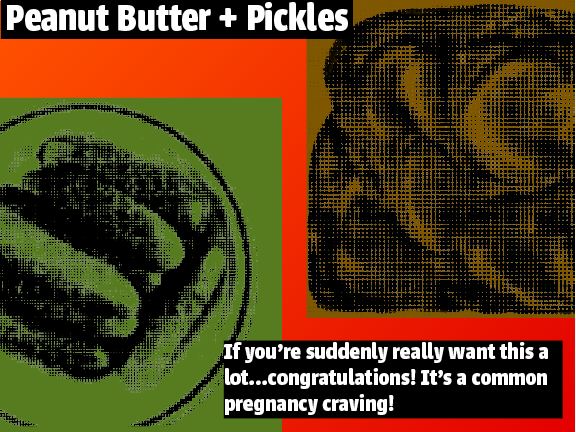 Peanut Butter + Pickles
If you’re suddenly really want this a
lot...congratulations! It’s a common
pregnancy craving!